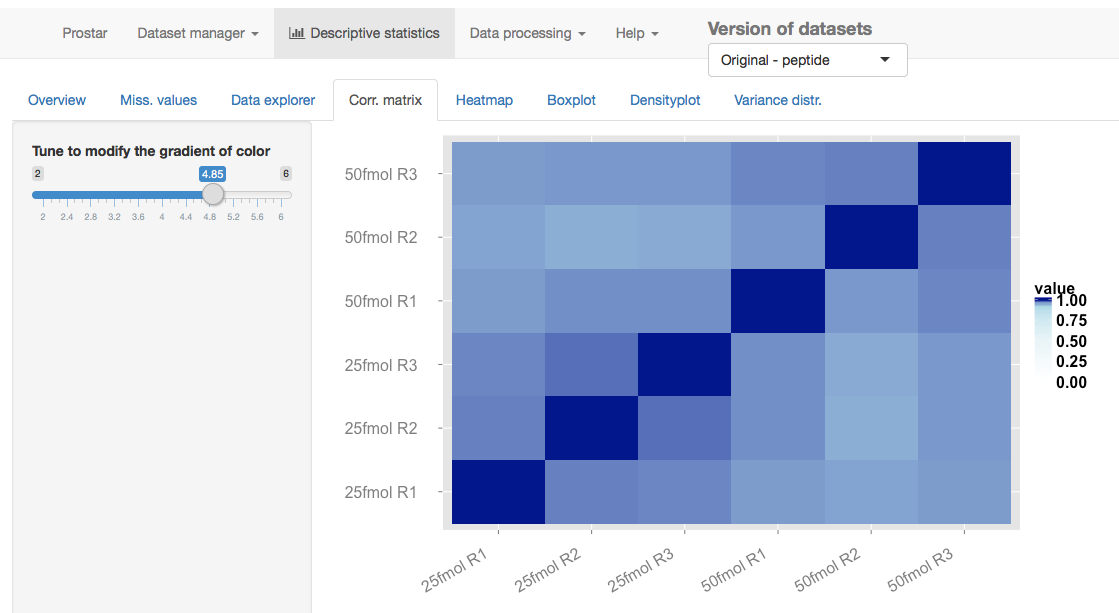 Prostar Dataset manager Descriptive statistics Data processing Help Version of datasets
Original - peptide
Overview Miss. values Data explorer Corr. matrix Heatmap Boxplot Densityplot Variance distr.
Tune to modify the gradient of color
2 4.85 6
2 2.4 2.8 3.2 3.6 4 4.4 4.8 5.2 5.6 6
50fmol R3
50fmol R2
50fmol R1
25fmol R3
25fmol R2
25fmol R1
25fmol R1 25fmol R2 25fmol R3 50fmol R1 50fmol R2 50fmol R3
value
1.00
0.75
0.50
0.25
0.00